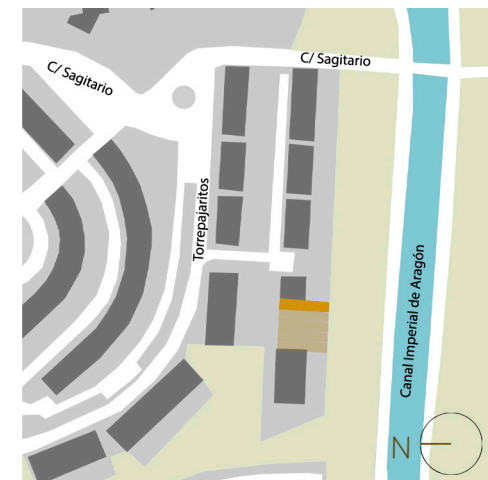 C/ Sagitario
C/ Sagitario
Torrepajaritos
Canal Imperial de Aragón
N